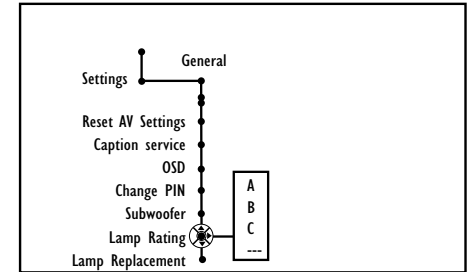 General
Settings
Reset AV Settings
Caption service
OSD
Change PIN
Subwoofer
Lamp Rating
Lamp Replacement
A
B
C
---